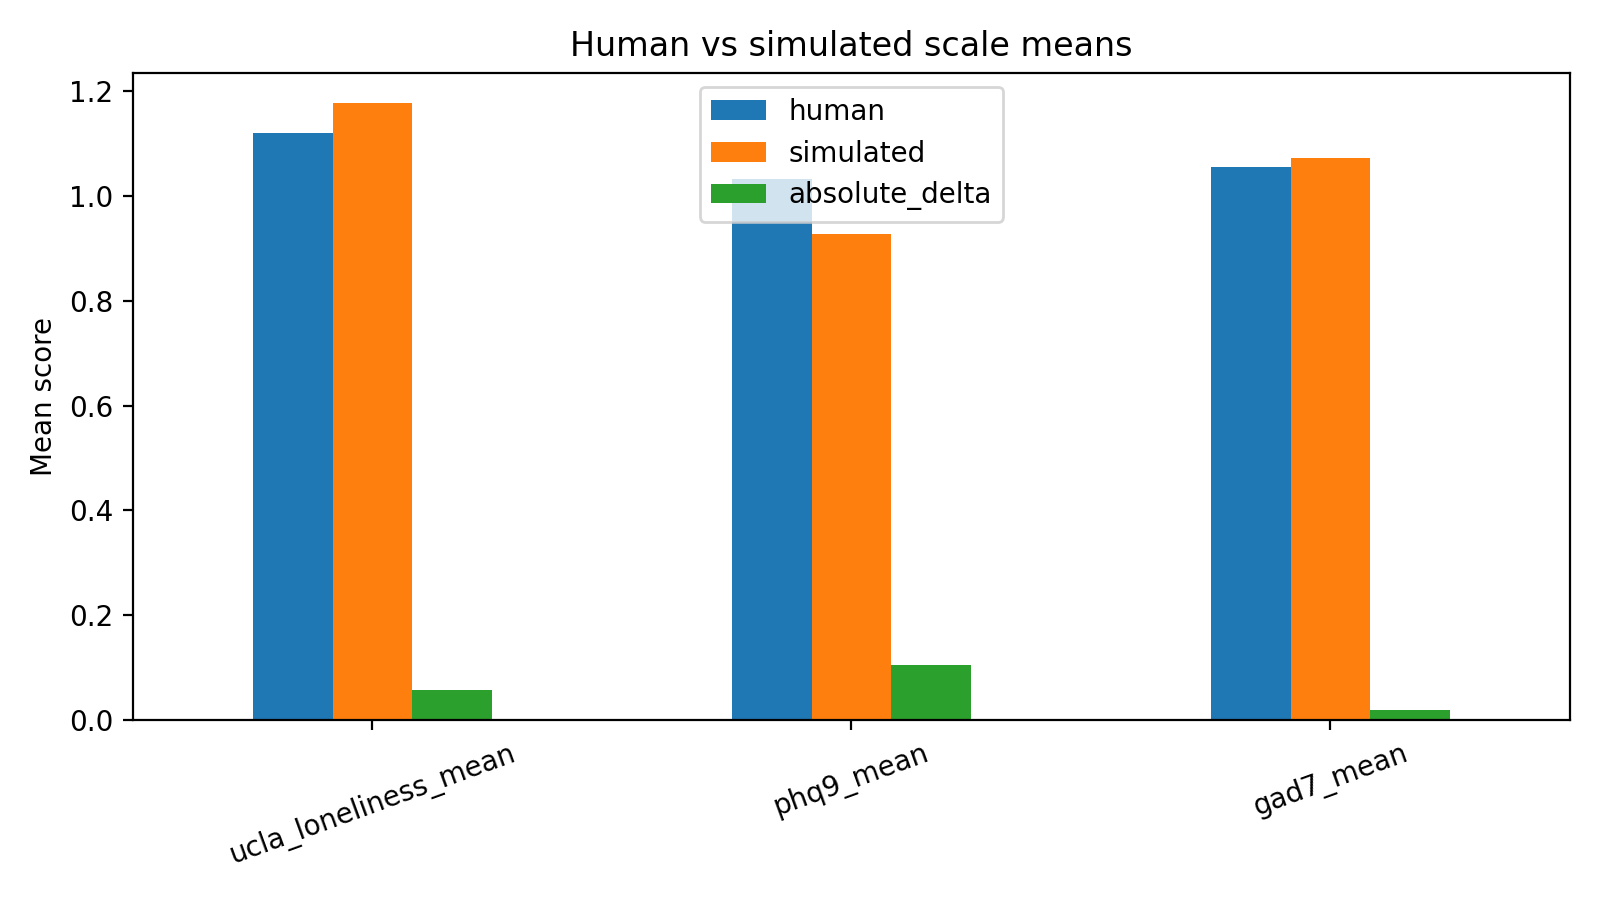 Human vs simulated scale means
human
simulated
absolute_delta
Mean score
1.2
1.0
0.8
0.6
0.4
0.2
0.0
ucla_loneliness_mean
phq9_mean
gad7_mean